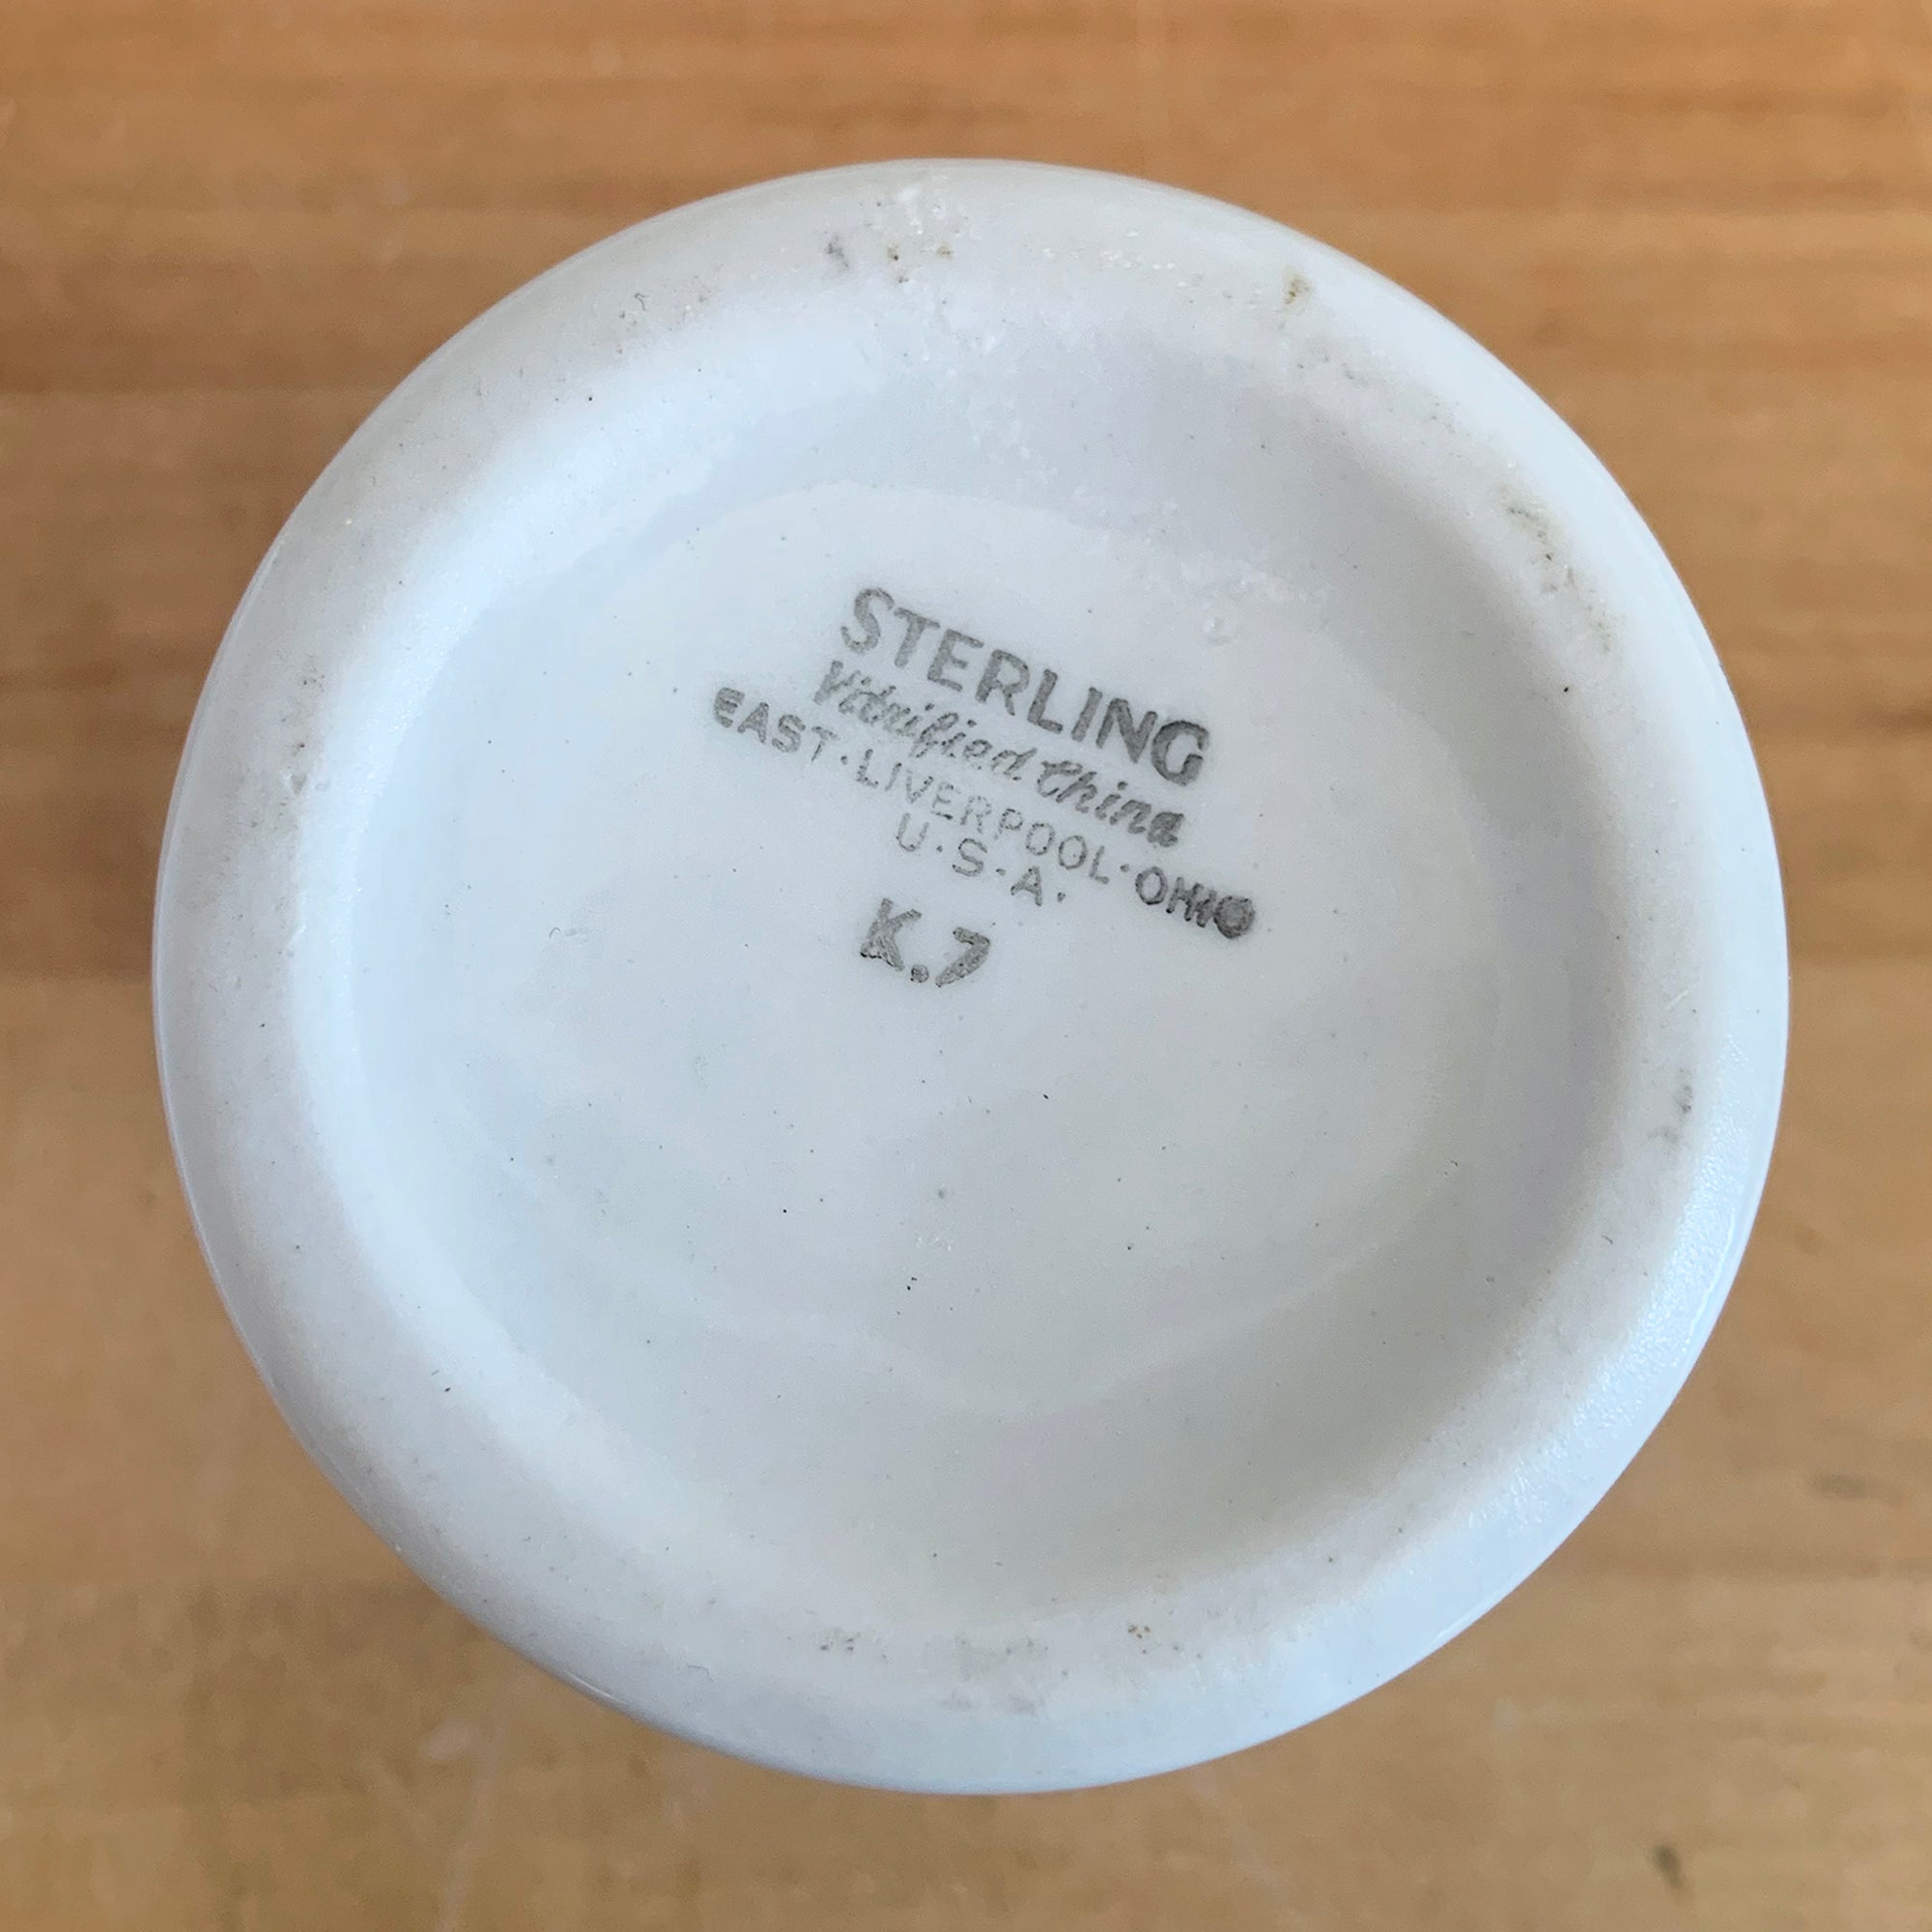 STERLING
Vitrified China
EAST·LIVERPOOL·OHIO
U.S.A.
K.7